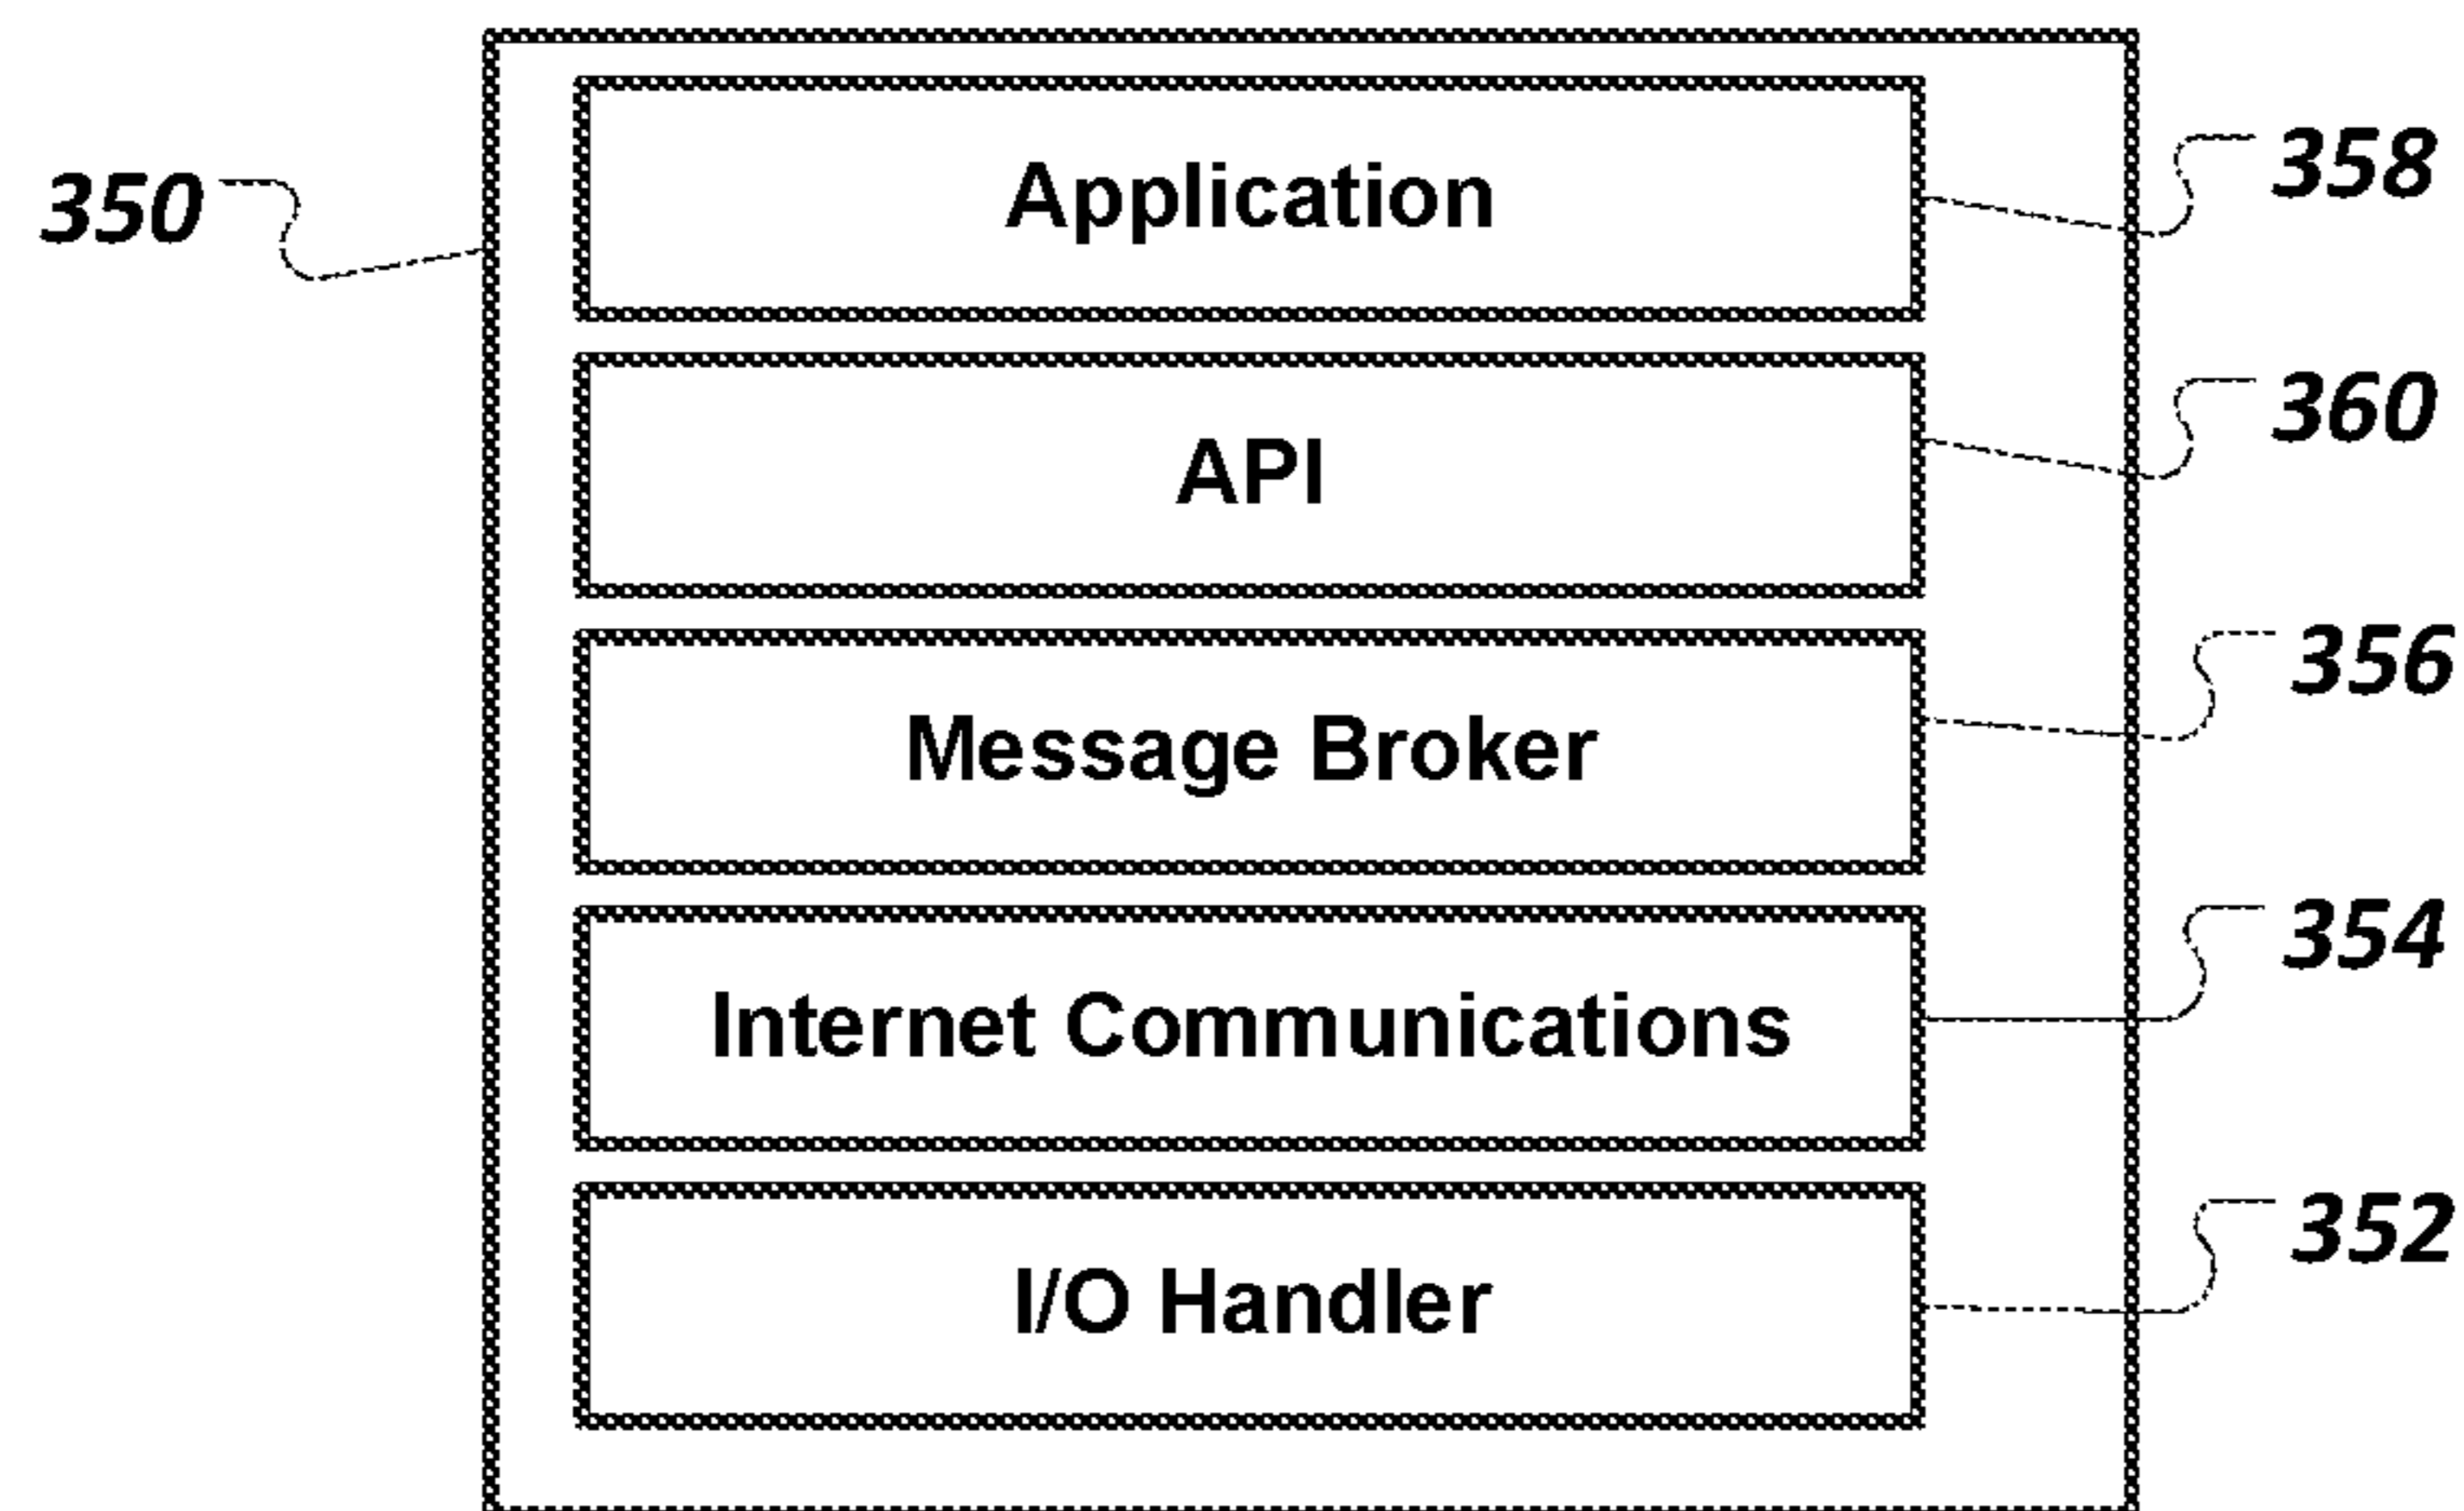 Application
358
350
API
360
Message Broker
356
Internet Communications
354
I/O Handler
352